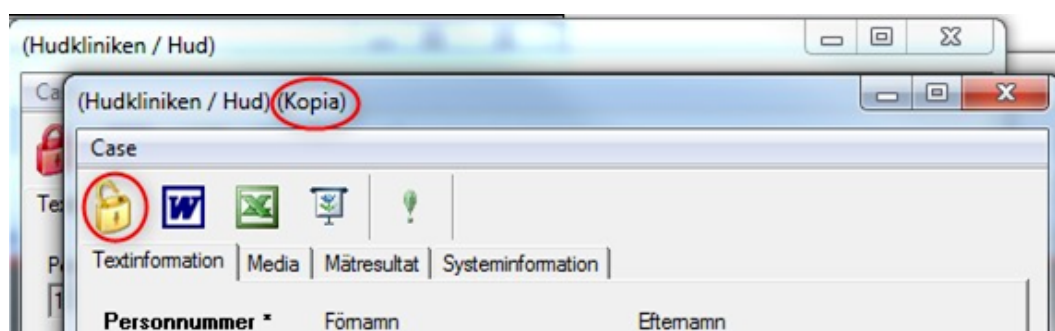 (Hudkliniken / Hud)
(Hudkliniken / Hud) (Kopia)
Case
W
Textinformation Media Mätresultat Systeminformation
Personnummer * Förnamn Efternamn